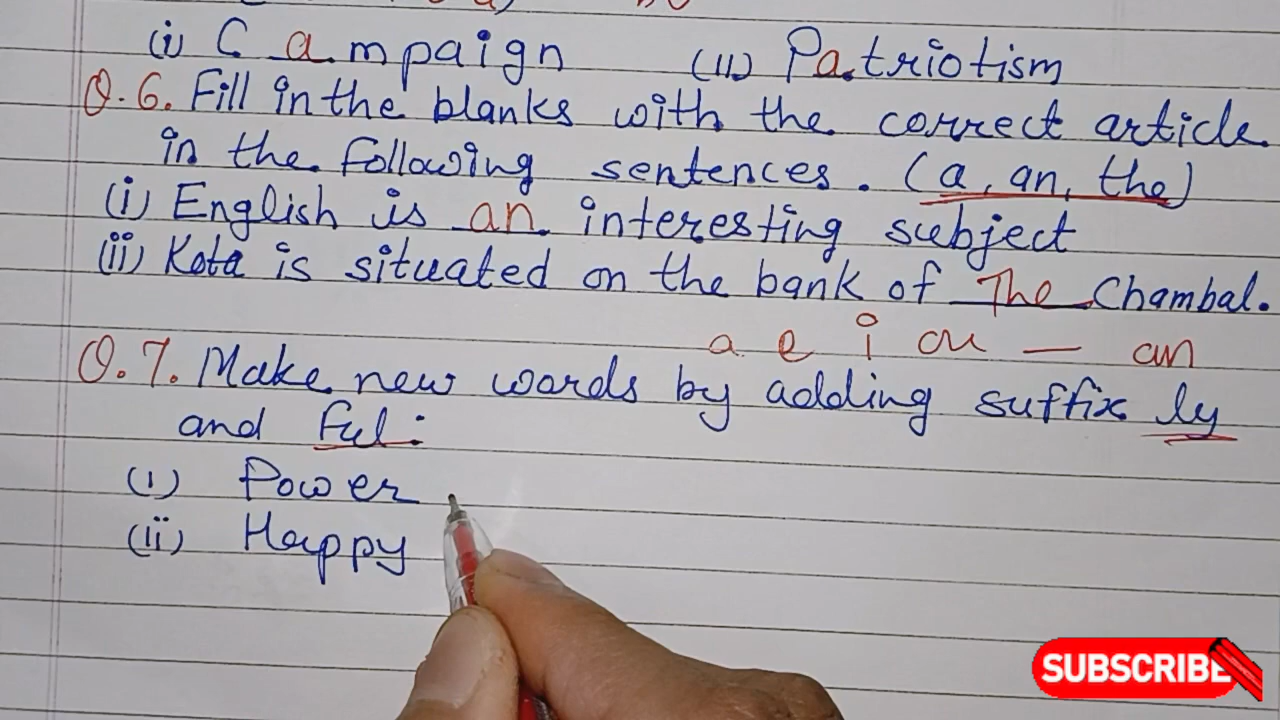 (i) Campaign (ii) Patriotism
Q.6. Fill in the blanks with the correct article
in the following sentences. (a, an, the)
(i) English is an interesting subject
(ii) Kota is situated on the bank of The Chambal.
a e i ou — an
Q.7. Make new words by adding suffix ly
and ful:
(i) Power
(ii) Happy
SUBSCRIBE